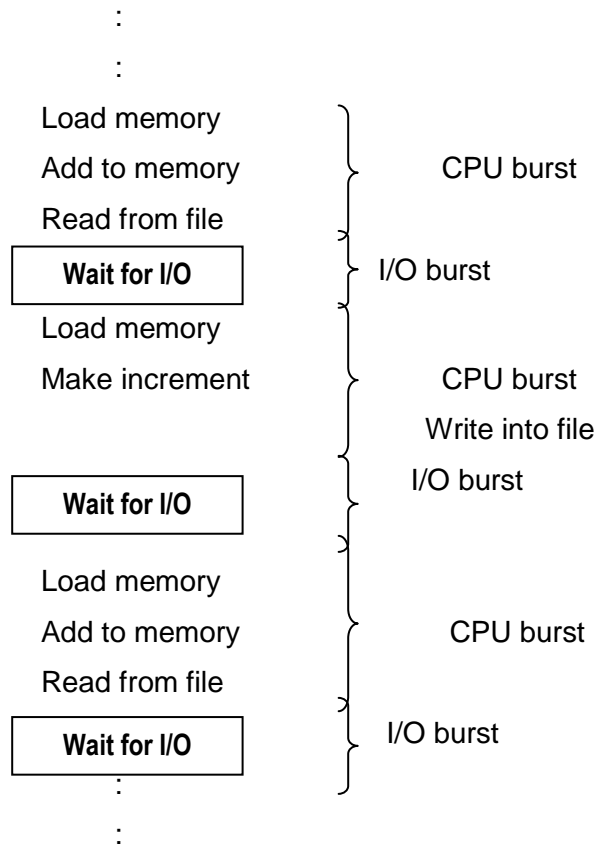 :
:
Load memory
Add to memory CPU burst
Read from file
Wait for I/O I/O burst
Load memory
Make increment CPU burst
Write into file
I/O burst
Wait for I/O
Load memory
Add to memory CPU burst
Read from file
Wait for I/O I/O burst
:
: